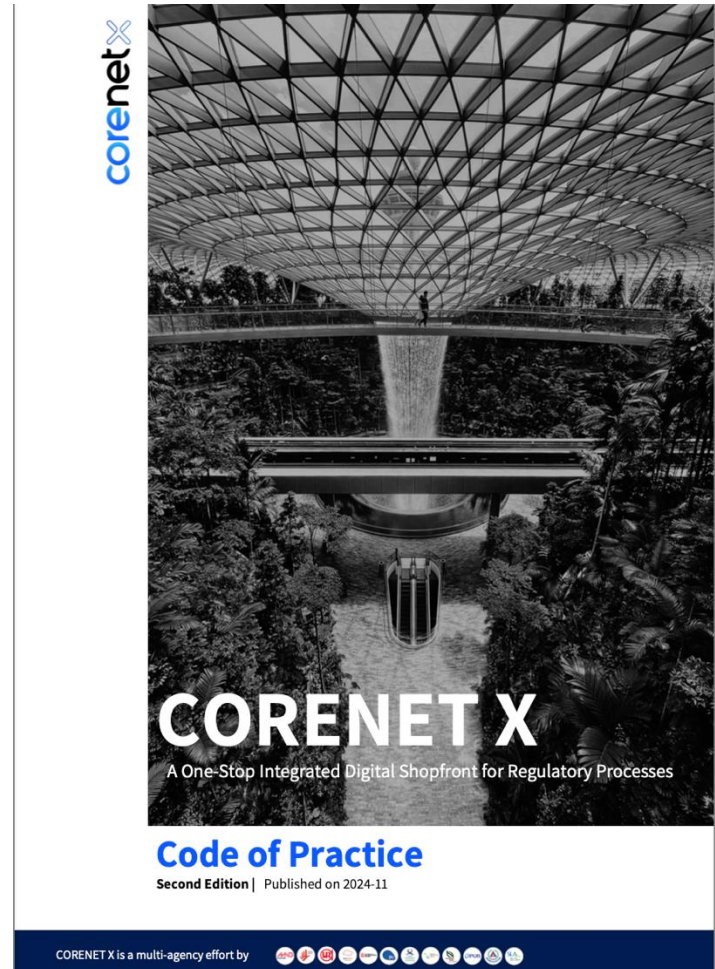 corenet X
CORENET X
A One-Stop Integrated Digital Shopfront for Regulatory Processes
Code of Practice
Second Edition | Published on 2024-11
CORENET X is a multi-agency effort by